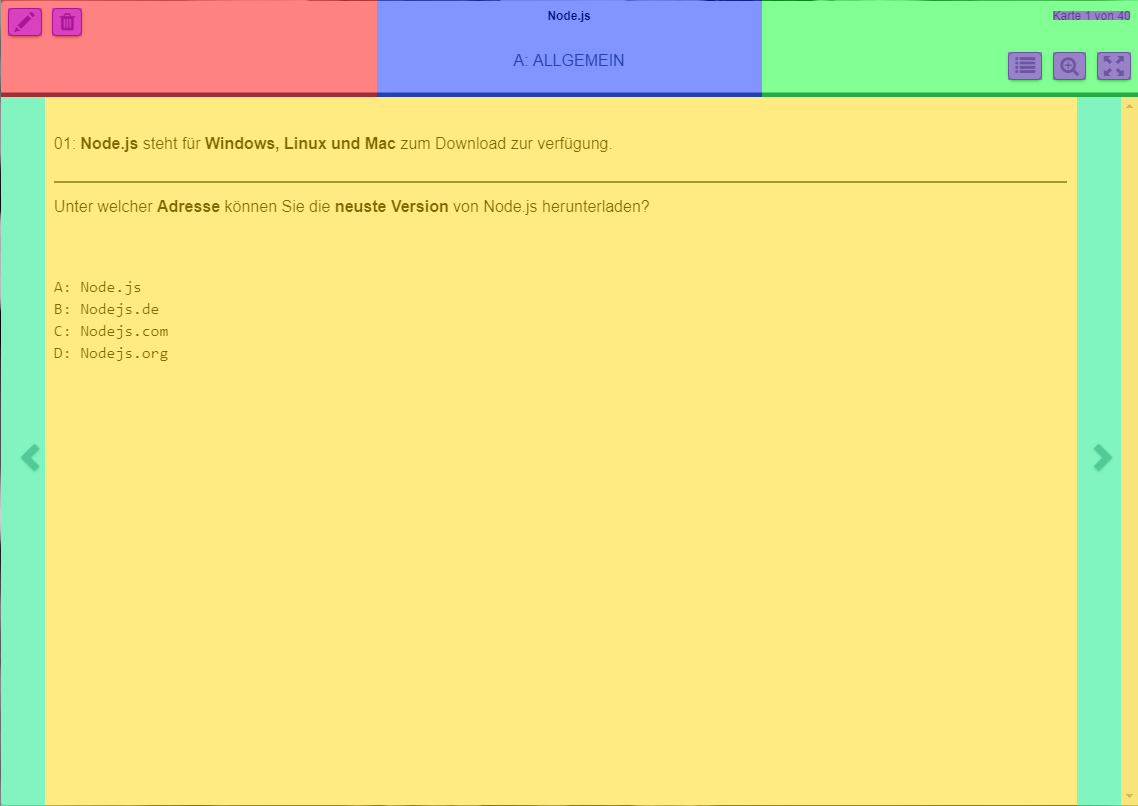 Node.js
Karte 1 von 40
A: ALLGEMEIN
01: Node.js steht für Windows, Linux und Mac zum Download zur verfügung.
Unter welcher Adresse können Sie die neuste Version von Node.js herunterladen?
A: Node.js
B: Nodejs.de
C: Nodejs.com
D: Nodejs.org